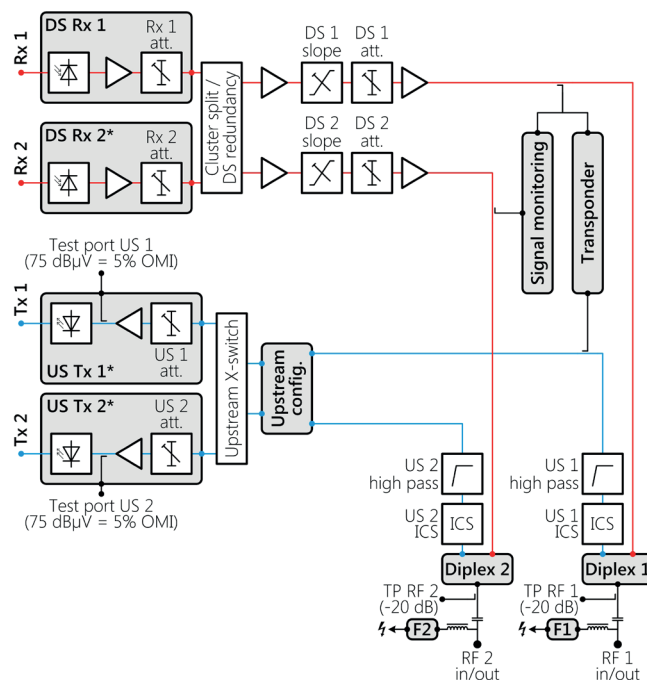 Rx 1
DS Rx 1
Rx 1
att.
Rx 2
DS Rx 2*
Rx 2
att.
Cluster split /
DS redundancy
DS 1
slope
DS 1
att.
DS 2
slope
DS 2
att.
Signal monitoring
Transponder
Test port US 1
(75 dBµV = 5% OMI)
Tx 1
US 1
att.
US Tx 1*
Tx 2
US Tx 2*
US 2
att.
Test port US 2
(75 dBµV = 5% OMI)
Upstream X-switch
Upstream
config.
US 2
high pass
US 1
high pass
US 2
ICS
ICS
US 1
ICS
ICS
Diplex 2
Diplex 1
TP RF 2
(-20 dB)
TP RF 1
(-20 dB)
F2
F1
RF 2
in/out
RF 1
in/out